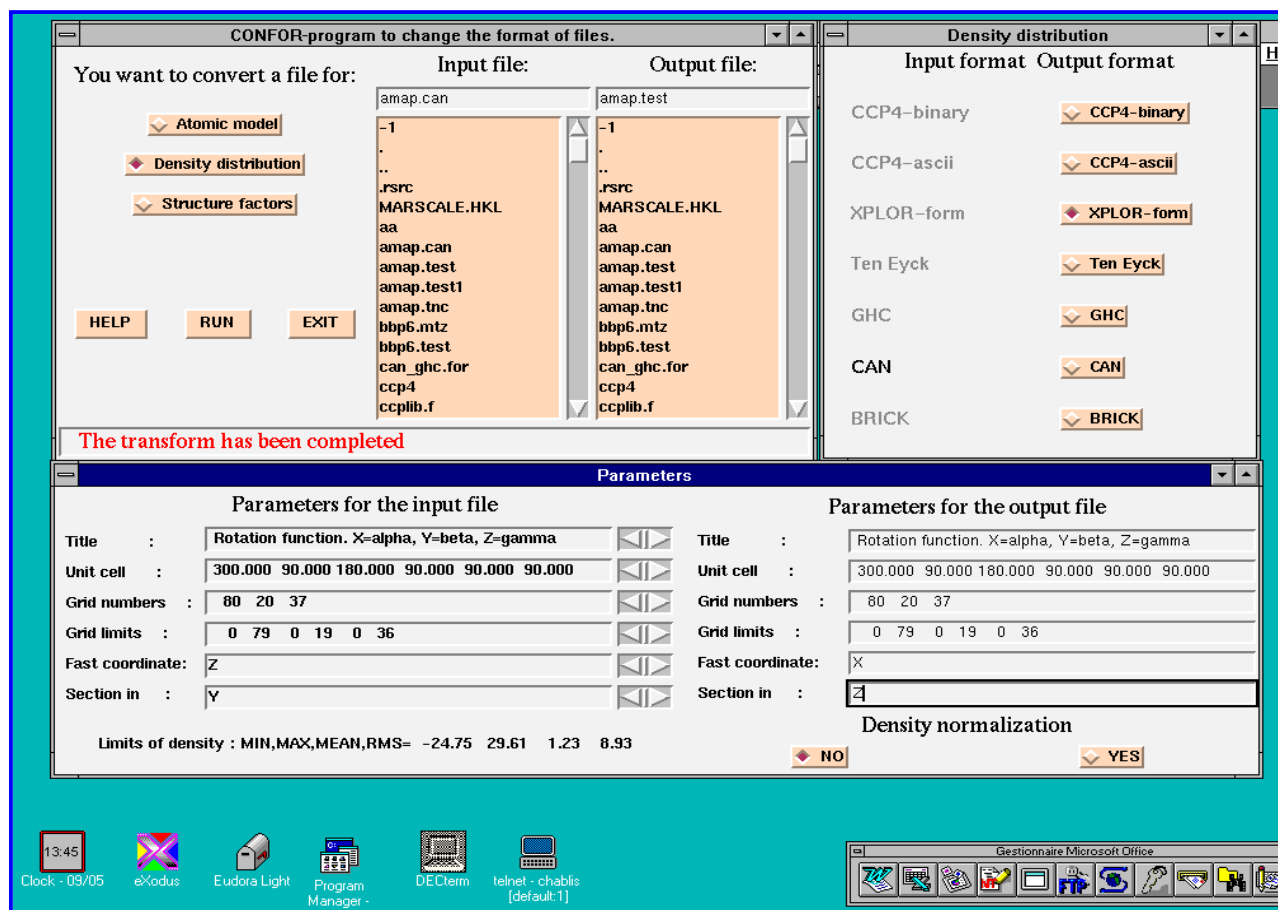 CONFOR-program to change the format of files.
You want to convert a file for:
Input file:
Output file:
amap.can
amap.test
Atomic model
Density distribution
Structure factors
HELP
RUN
EXIT
-1
.
..
.rsrc
MARSCALE.HKL
aa
amap.can
amap.test
amap.test1
amap.tnc
bbp6.mtz
bbp6.test
can_ghc.for
ccp4
ccplib.f
-1
.
..
.rsrc
MARSCALE.HKL
aa
amap.can
amap.test
amap.test1
amap.tnc
bbp6.mtz
bbp6.test
can_ghc.for
ccp4
ccplib.f
The transform has been completed
Density distribution
Input format Output format
CCP4-binary CCP4-binary
CCP4-ascii CCP4-ascii
XPLOR-form XPLOR-form
Ten Eyck Ten Eyck
GHC GHC
CAN CAN
BRICK BRICK
H
Parameters
Parameters for the input file
Title : Rotation function. X=alpha, Y=beta, Z=gamma
Unit cell : 300.000 90.000 180.000 90.000 90.000 90.000
Grid numbers : 80 20 37
Grid limits : 0 79 0 19 0 36
Fast coordinate: Z
Section in : Y
Limits of density : MIN,MAX,MEAN,RMS= -24.75 29.61 1.23 8.93
Parameters for the output file
Title : Rotation function. X=alpha, Y=beta, Z=gamma
Unit cell : 300.000 90.000 180.000 90.000 90.000 90.000
Grid numbers : 80 20 37
Grid limits : 0 79 0 19 0 36
Fast coordinate: X
Section in : Z
Density normalization
NO
YES
13:45
Clock - 09/05
eXodus
Eudora Light
Program
Manager -
DECterm
telnet - chablis
[default:1]
Gestionnaire Microsoft Office
FTP